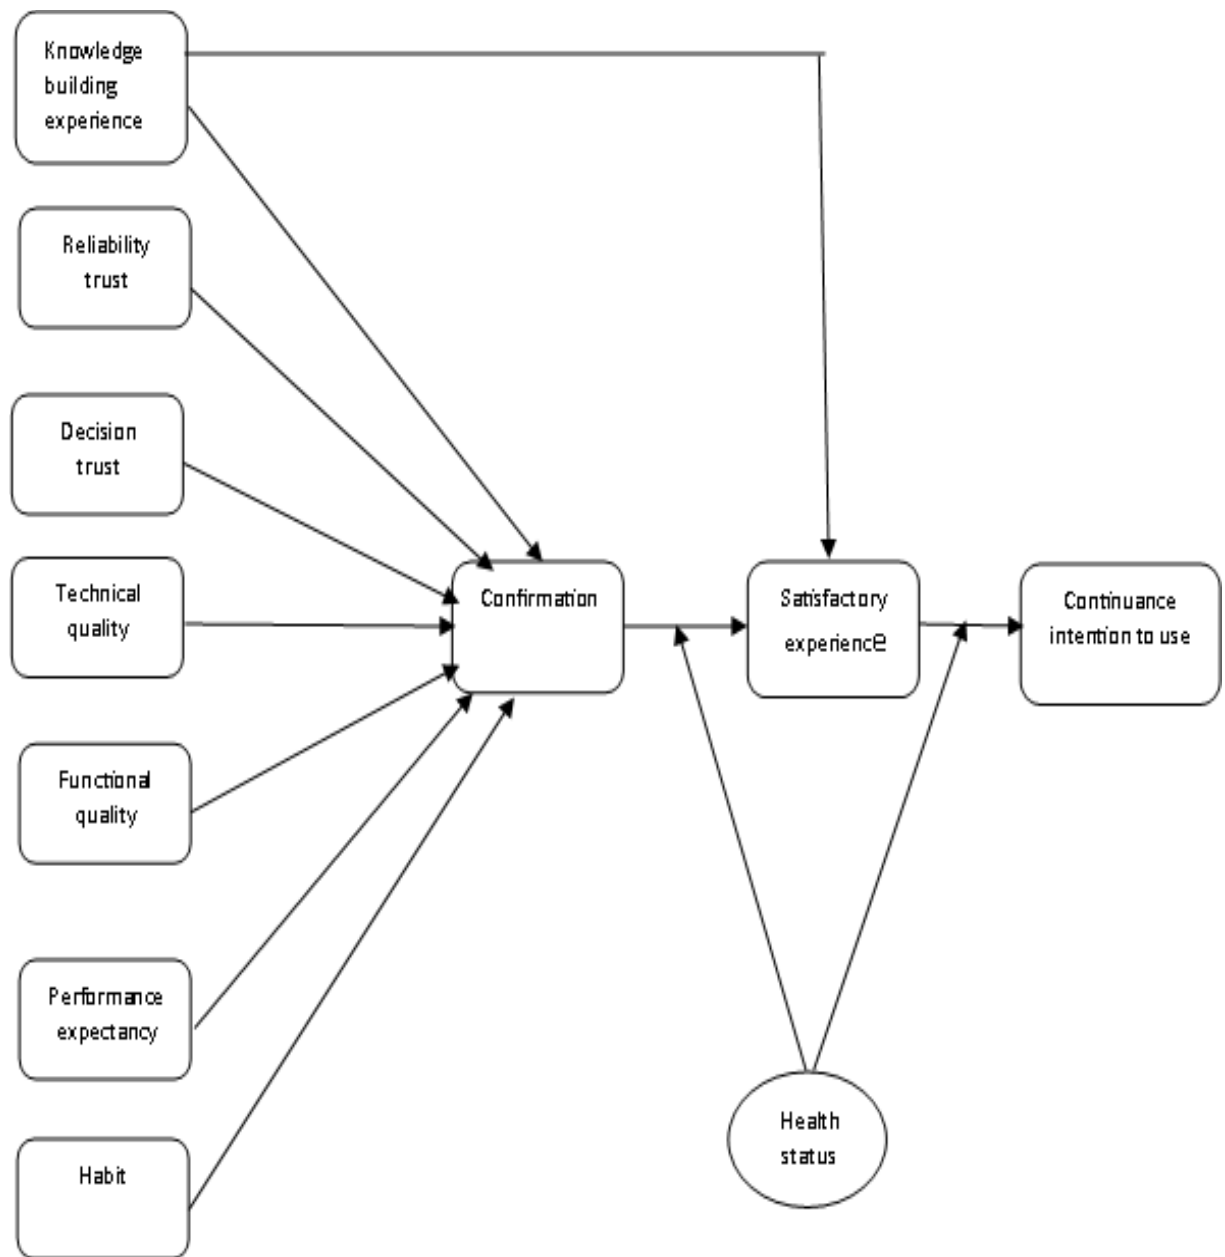 Knowledge
building
experience
Reliability
trust
Decision
trust
Technical
quality
Confirmation
Satisfactory
experience
Continuance
intention to use
Functional
quality
Performance
expectancy
Health
status
Habit